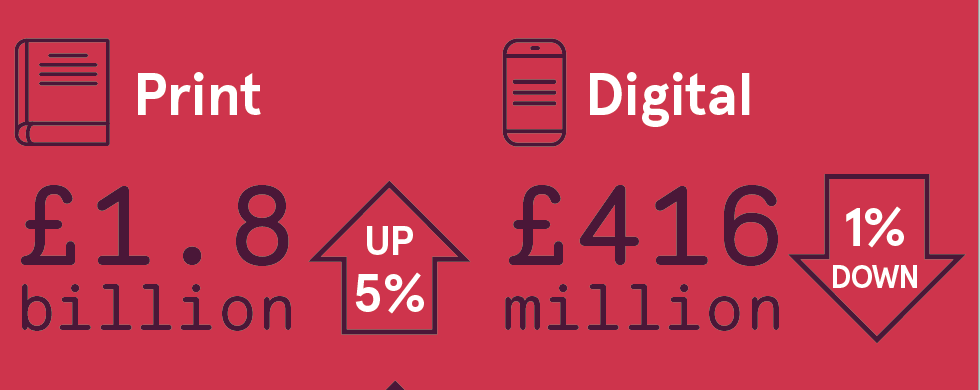 Print
£1.8
billion
UP
5%
Digital
£416
million
1%
DOWN